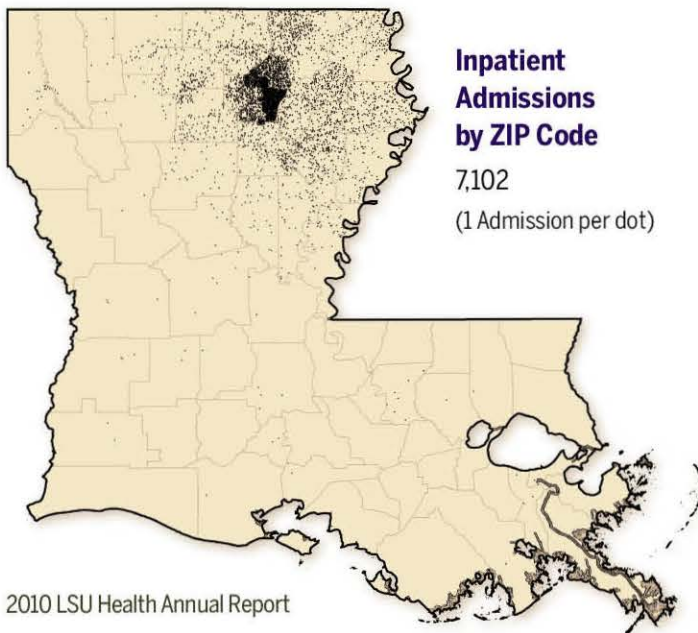 Inpatient
Admissions
by ZIP Code
7,102
(1 Admission per dot)
2010 LSU Health Annual Report